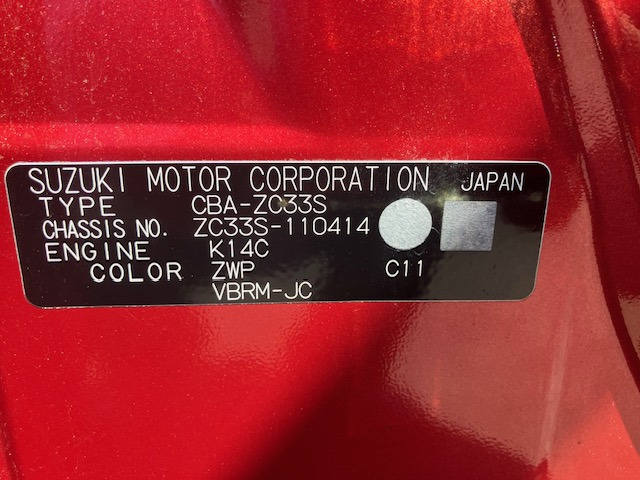 SUZUKI MOTOR CORPORATION JAPAN
TYPE CBA-ZC33S
CHASSIS NO. ZC33S-110414
ENGINE K14C
COLOR ZWP C11
VBRM-JC